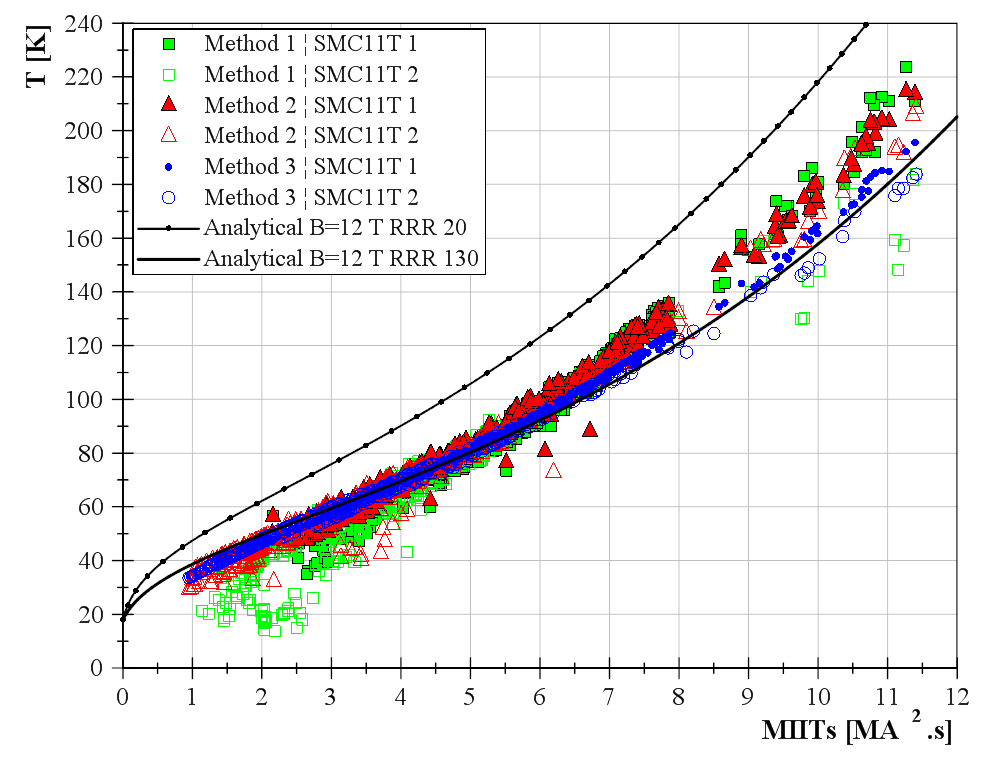 T [K]
240
220
200
180
160
140
120
100
80
60
40
20
0
Method 1 ¦ SMC11T 1
Method 1 ¦ SMC11T 2
Method 2 ¦ SMC11T 1
Method 2 ¦ SMC11T 2
Method 3 ¦ SMC11T 1
Method 3 ¦ SMC11T 2
Analytical B=12 T RRR 20
Analytical B=12 T RRR 130
0 1 2 3 4 5 6 7 8 9 10 11 12
MIITs [MA².s]